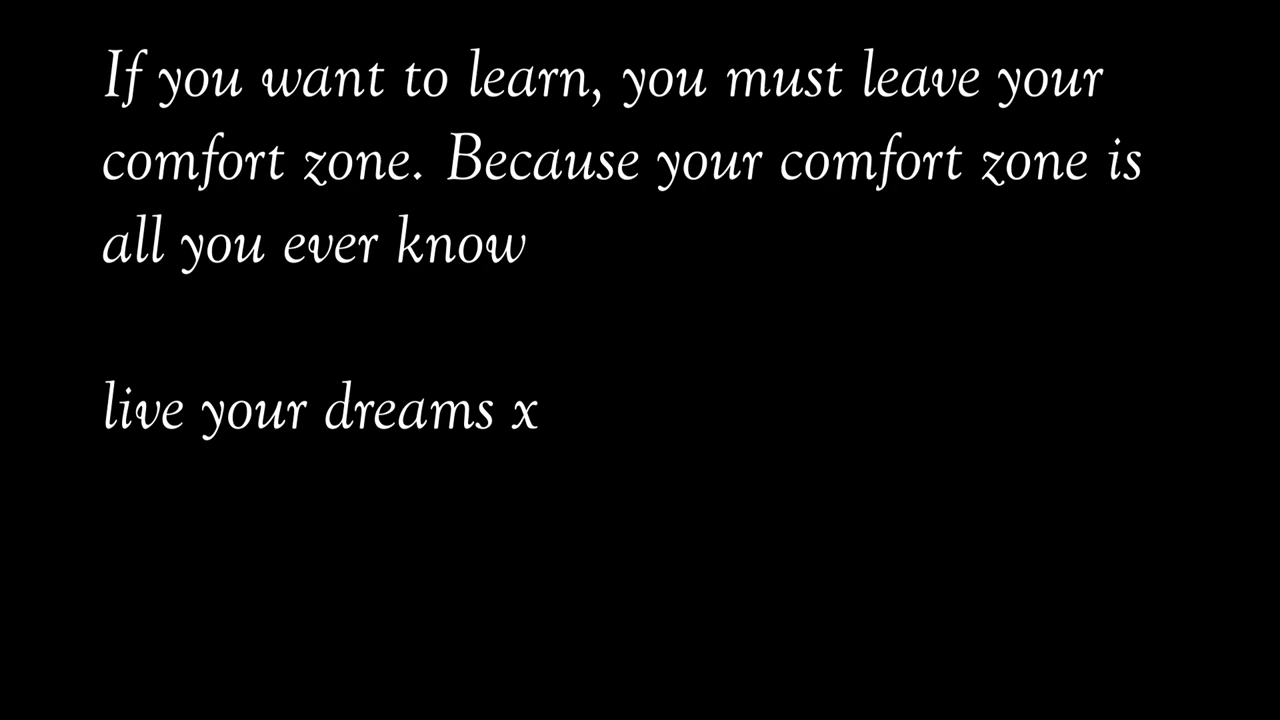 If you want to learn, you must leave your
comfort zone. Because your comfort zone is
all you ever know
live your dreams x